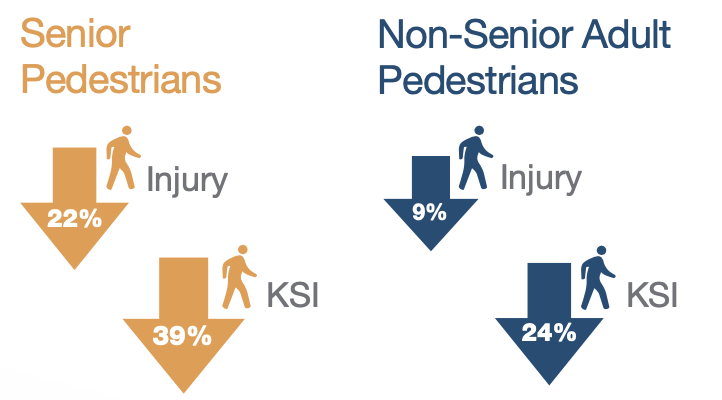 Senior
Pedestrians
Injury
22%
KSI
39%
Non-Senior Adult
Pedestrians
Injury
9%
KSI
24%